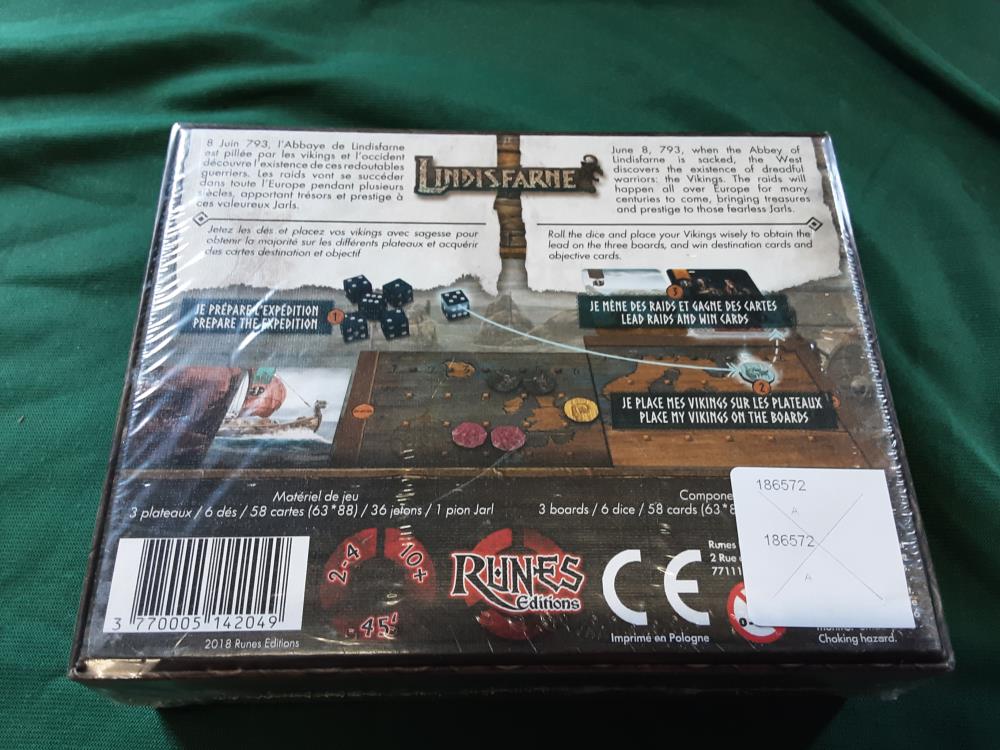 8 Juin 793, l'Abbaye de Lindisfarne
est pillée par les vikings et l'occident
découvre l'existence de ces redoutables
guerriers. Les raids vont se succéder
dans toute l'Europe pendant plusieurs
siècles, apportant trésors et prestige à
ces valeureux Jarls.
LINDISFARNE
June 8, 793, when the Abbey of
Lindisfarne is sacked, the West
discovers the existence of dreadful
warriors: the Vikings. The raids will
happen all over Europe for many
centuries to come, bringing treasures
and prestige to those fearless Jarls.
Jetez les dés et placez vos vikings avec sagesse pour
obtenir la majorité sur les différents plateaux et acquérir
des cartes destination et objectif
Roll the dice and place your Vikings wisely to obtain the
lead on the three boards, and win destination cards and
objective cards.
JE PRÉPARE L'EXPÉDITION
PREPARE THE EXPEDITION
1
3
JE MÈNE DES RAIDS ET GAGNE DES CARTES
LEAD RAIDS AND WIN CARDS
2
JE PLACE MES VIKINGS SUR LES PLATEAUX
PLACE MY VIKINGS ON THE BOARDS
Matériel de jeu
3 plateaux / 6 dés / 58 cartes (63*88) / 36 jetons / 1 pion Jarl
Compone
3 boards / 6 dice / 58 cards (63*8
186572
A
186572
A
3 770005 142049
2018 Runes Editions
2-4
10+
45'
RUNES
Editions
CE
Imprimé en Pologne
Runes
2 Rue
77111
0-
Choking hazard.